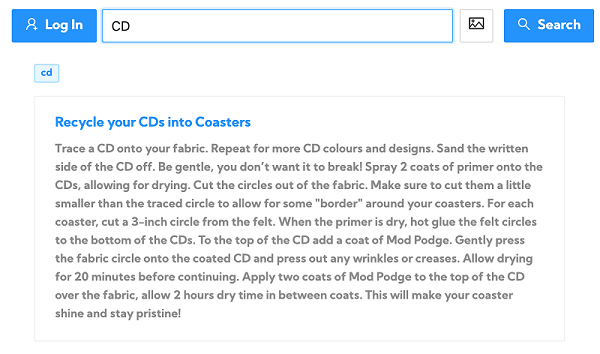 Log In
CD
Search
cd
Recycle your CDs into Coasters
Trace a CD onto your fabric. Repeat for more CD colours and designs. Sand the written
side of the CD off. Be gentle, you don't want it to break! Spray 2 coats of primer onto the
CDs, allowing for drying. Cut the circles out of the fabric. Make sure to cut them a little
smaller than the traced circle to allow for some "border" around your coasters. For each
coaster, cut a 3-inch circle from the felt. When the primer is dry, hot glue the felt circles
to the bottom of the CDs. To the top of the CD add a coat of Mod Podge. Gently press
the fabric circle onto the coated CD and press out any wrinkles or creases. Allow drying
for 20 minutes before continuing. Apply two coats of Mod Podge to the top of the CD
over the fabric, allow 2 hours dry time in between coats. This will make your coaster
shine and stay pristine!